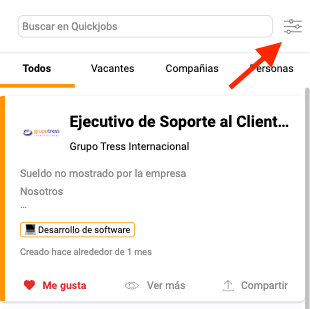 Buscar en Quickjobs
Todos Vacantes Compañias Personas
Ejecutivo de Soporte al Client...
grupotress
Grupo Tress Internacional
Sueldo no mostrado por la empresa
Nosotros
...
Desarrollo de software
Creado hace alrededor de 1 mes
Me gusta Ver más Compartir